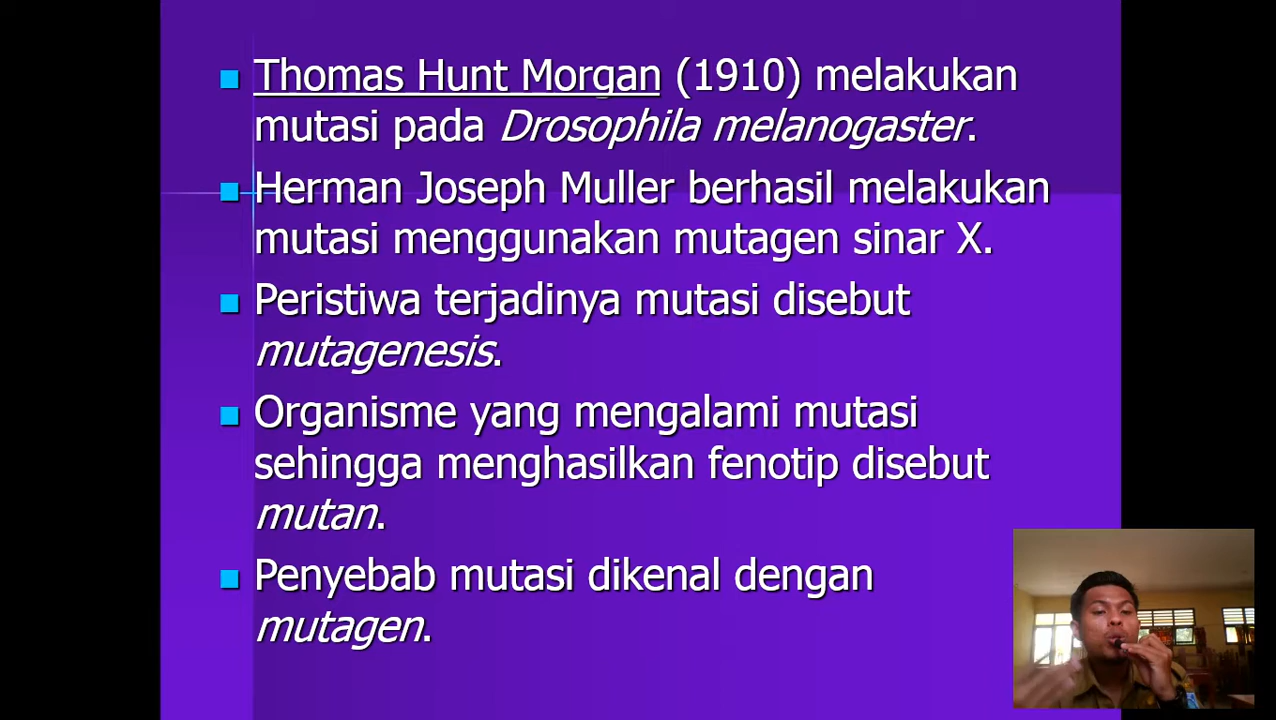 Thomas Hunt Morgan (1910) melakukan
mutasi pada Drosophila melanogaster.
Herman Joseph Muller berhasil melakukan
mutasi menggunakan mutagen sinar X.
Peristiwa terjadinya mutasi disebut
mutagenesis.
Organisme yang mengalami mutasi
sehingga menghasilkan fenotip disebut
mutan.
Penyebab mutasi dikenal dengan
mutagen.